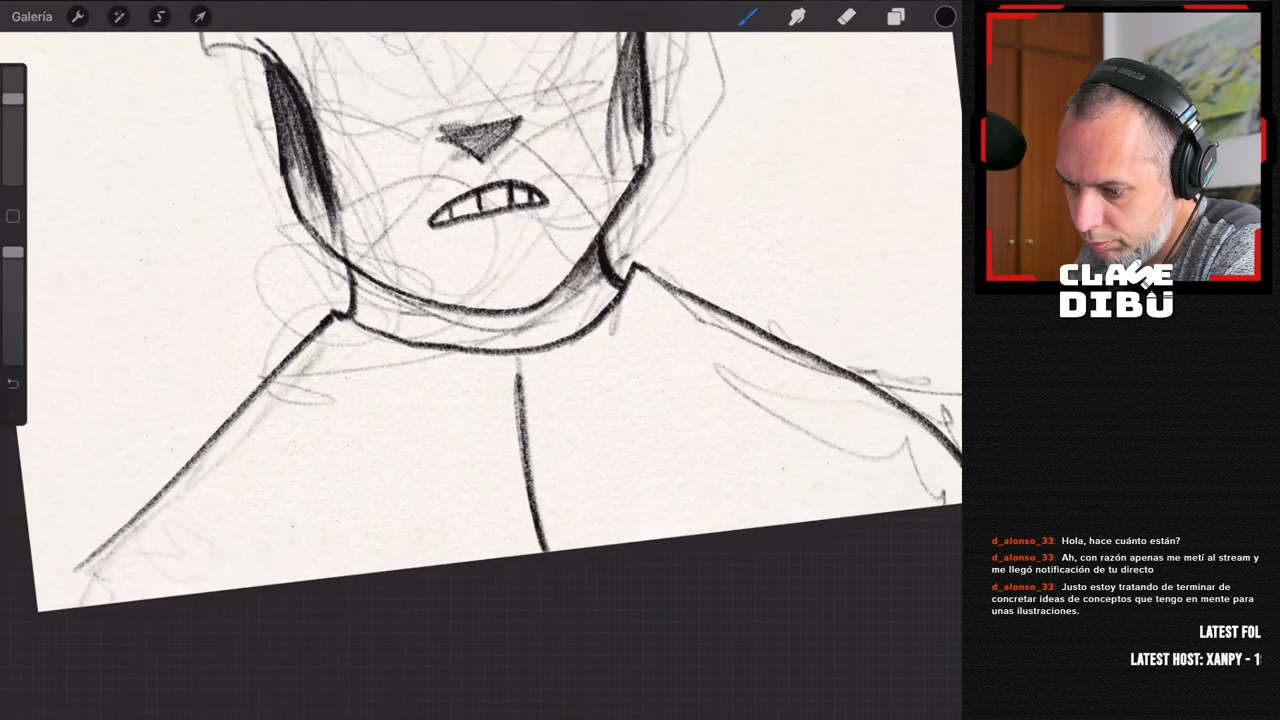 Galería
CLASE
DIBÚ
d_alonso_33: Hola, hace cuánto están?
d_alonso_33: Ah, con razón apenas me metí al stream y
me llegó notificación de tu directo
d_alonso_33: Justo estoy tratando de terminar de
concretar ideas de conceptos que tengo en mente para
unas ilustraciones.
LATEST FOL
LATEST HOST: XANPY - 1